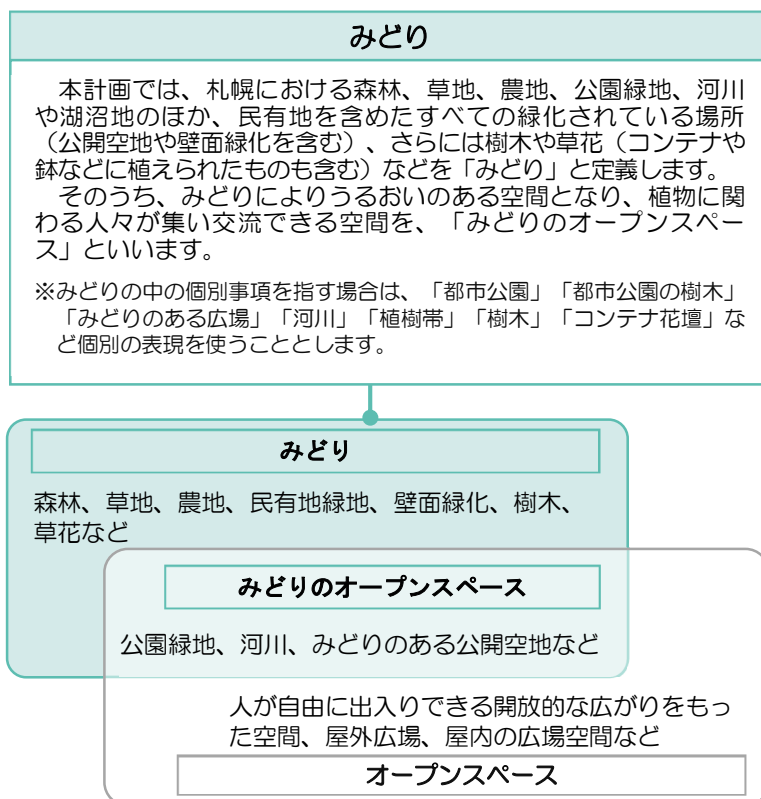 みどり
本計画では、札幌における森林、草地、農地、公園緑地、河川
や湖沼地のほか、民有地を含めたすべての緑化されている場所
（公開空地や壁面緑化を含む）、さらには樹木や草花（コンテナや
鉢などに植えられたものも含む）などを「みどり」と定義します。
そのうち、みどりによりうるおいのある空間となり、植物に関
わる人々が集い交流できる空間を、「みどりのオープンスペー
ス」といいます。
※みどりの中の個別事項を指す場合は、「都市公園」「都市公園の樹木」
「みどりのある広場」「河川」「植樹帯」「樹木」「コンテナ花壇」な
ど個別の表現を使うこととします。
みどり
森林、草地、農地、民有地緑地、壁面緑化、樹木、
草花など
みどりのオープンスペース
公園緑地、河川、みどりのある公開空地など
人が自由に出入りできる開放的な広がりをもっ
た空間、屋外広場、屋内の広場空間など
オープンスペース